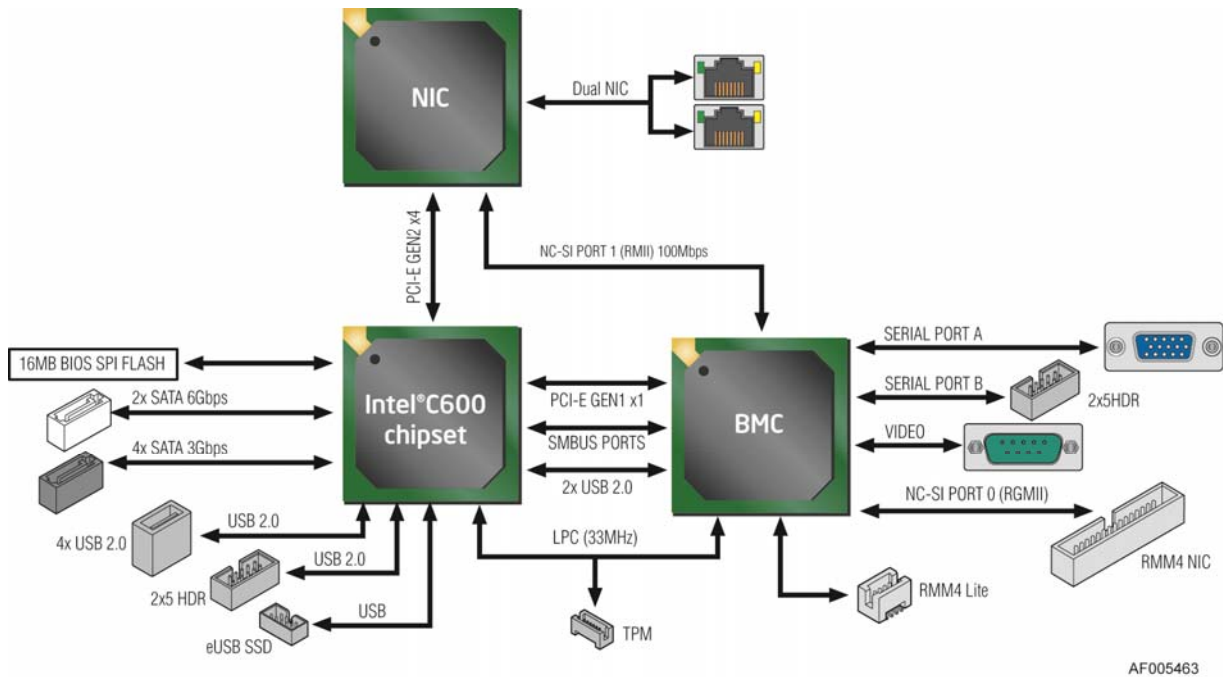 NIC
Dual NIC
PCI-E GEN2 x4
NC-SI PORT 1 (RMII) 100Mbps
16MB BIOS SPI FLASH
2x SATA 6Gbps
4x SATA 3Gbps
Intel®C600
chipset
PCI-E GEN1 x1
SMBUS PORTS
2x USB 2.0
BMC
SERIAL PORT A
SERIAL PORT B
2x5HDR
VIDEO
NC-SI PORT 0 (RGMII)
RMM4 NIC
4x USB 2.0
USB 2.0
2x5 HDR
USB 2.0
eUSB SSD
USB
LPC (33MHz)
TPM
RMM4 Lite
AF005463